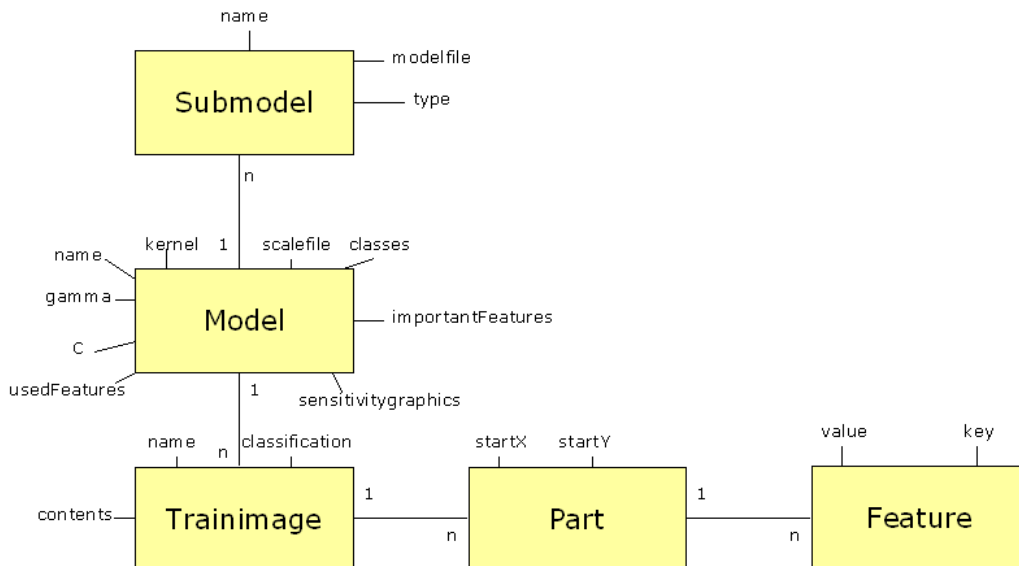 name
modelfile
Submodel
type
n
kernel
1
scalefile
classes
name
gamma
Model
importantFeatures
C
usedFeatures
1
sensitivitygraphics
name
n
classification
startX
startY
value
key
contents
Trainimage
1
n
Part
1
n
Feature